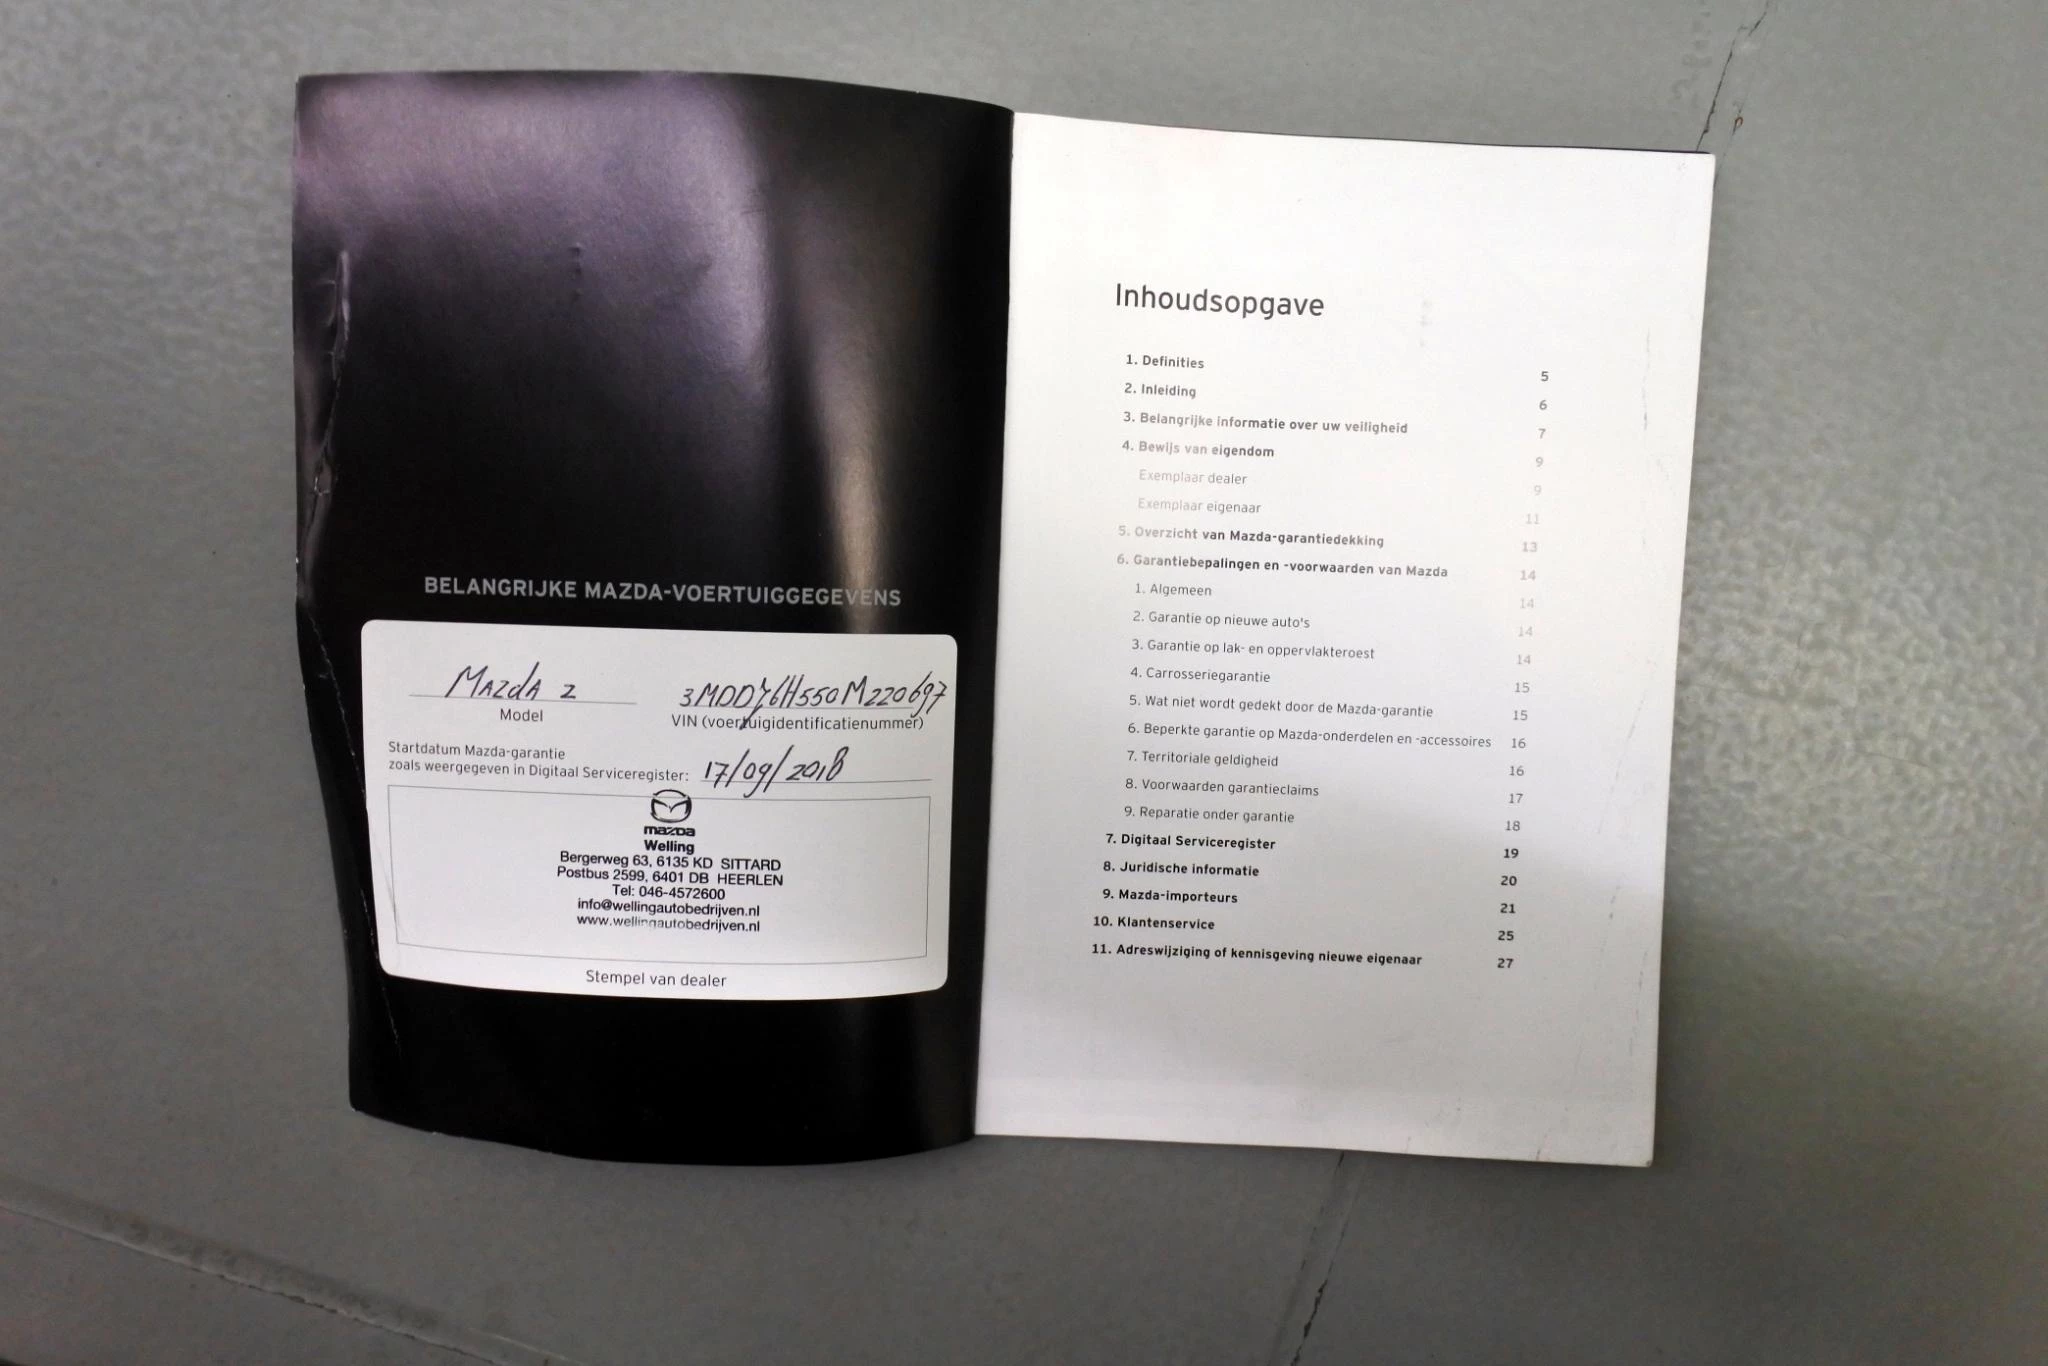 BELANGRIJKE MAZDA-VOERTUIGGEGEVENS
MAZdA 2
Model
3MDDJ6H550M220697
VIN (voertuigidentificatienummer)
Startdatum Mazda-garantie
zoals weergegeven in Digitaal Serviceregister: 17/09/2018
mazda
Welling
Bergerweg 63, 6135 KD SITTARD
Postbus 2599, 6401 DB HEERLEN
Tel: 046-4572600
info@wellingautobedrijven.nl
www.wellingautobedrijven.nl
Stempel van dealer
Inhoudsopgave
1. Definities 5
2. Inleiding 6
3. Belangrijke informatie over uw veiligheid 7
4. Bewijs van eigendom 9
Exemplaar dealer 9
Exemplaar eigenaar 11
5. Overzicht van Mazda-garantiedekking 13
6. Garantiebepalingen en -voorwaarden van Mazda 14
1. Algemeen 14
2. Garantie op nieuwe auto's 14
3. Garantie op lak- en oppervlakteroest 14
4. Carrosseriegarantie 15
5. Wat niet wordt gedekt door de Mazda-garantie 15
6. Beperkte garantie op Mazda-onderdelen en -accessoires 16
7. Territoriale geldigheid 16
8. Voorwaarden garantieclaims 17
9. Reparatie onder garantie 18
7. Digitaal Serviceregister 19
8. Juridische informatie 20
9. Mazda-importeurs 21
10. Klantenservice 25
11. Adreswijziging of kennisgeving nieuwe eigenaar 27